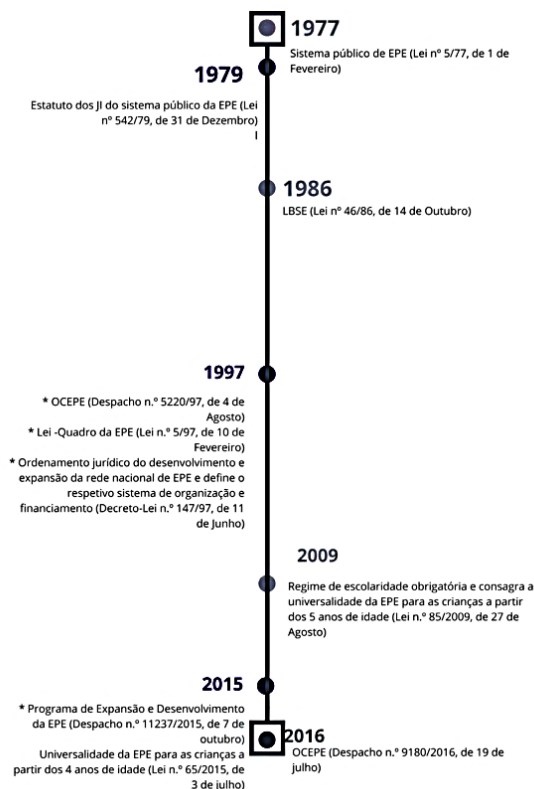 1977
Sistema público de EPE (Lei nº 5/77, de 1 de
Fevereiro)
1979
Estatuto dos JI do sistema público da EPE (Lei
nº 542/79, de 31 de Dezembro)
I
1986
LBSE (Lei nº 46/86, de 14 de Outubro)
1997
* OCEPE (Despacho n.º 5220/97, de 4 de
Agosto)
* Lei -Quadro da EPE (Lei n.º 5/97, de 10 de
Fevereiro)
* Ordenamento jurídico do desenvolvimento e
expansão da rede nacional de EPE e define o
respetivo sistema de organização e
financiamento (Decreto-Lei n.º 147/97, de 11
de Junho)
2009
Regime de escolaridade obrigatória e consagra a
universalidade da EPE para as crianças a partir
dos 5 anos de idade (Lei n.º 85/2009, de 27 de
Agosto)
2015
* Programa de Expansão e Desenvolvimento
da EPE (Despacho n.º 11237/2015, de 7 de
outubro)
Universalidade da EPE para as crianças a
partir dos 4 anos de idade (Lei n.º 65/2015, de
3 de julho)
2016
OCEPE (Despacho n.º 9180/2016, de 19 de
julho)